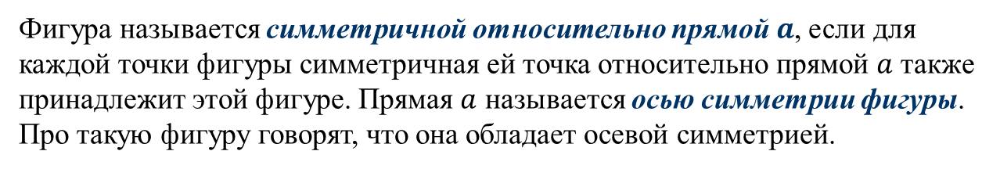 Фигура называется симметричной относительно прямой a, если для
каждой точки фигуры симметричная ей точка относительно прямой a также
принадлежит этой фигуре. Прямая a называется осью симметрии фигуры.
Про такую фигуру говорят, что она обладает осевой симметрией.